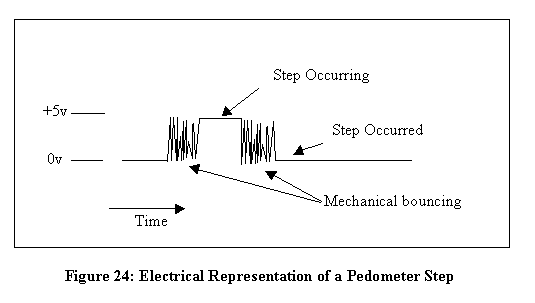 Step Occurring
+5v
Step Occurred
0v
Mechanical bouncing
Time
Figure 24: Electrical Representation of a Pedometer Step